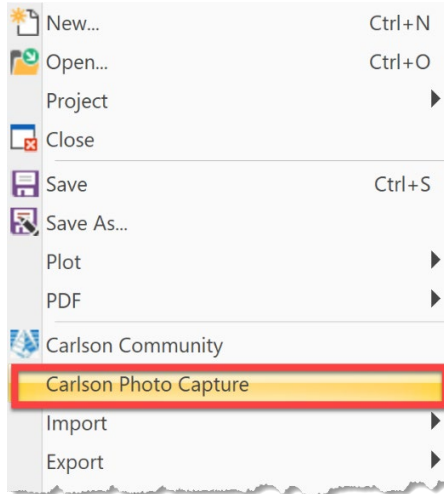 New... Ctrl+N
Open... Ctrl+O
Project
Close
Save Ctrl+S
Save As...
Plot
PDF
Carlson Community
Carlson Photo Capture
Import
Export